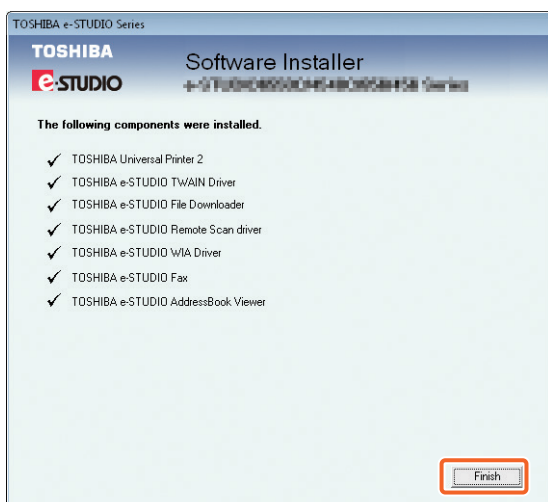 TOSHIBA e-STUDIO Series
TOSHIBA
e-STUDIO
Software Installer
Series
The following components were installed.
TOSHIBA Universal Printer 2
TOSHIBA e-STUDIO TWAIN Driver
TOSHIBA e-STUDIO File Downloader
TOSHIBA e-STUDIO Remote Scan driver
TOSHIBA e-STUDIO WIA Driver
TOSHIBA e-STUDIO Fax
TOSHIBA e-STUDIO AddressBook Viewer
Finish